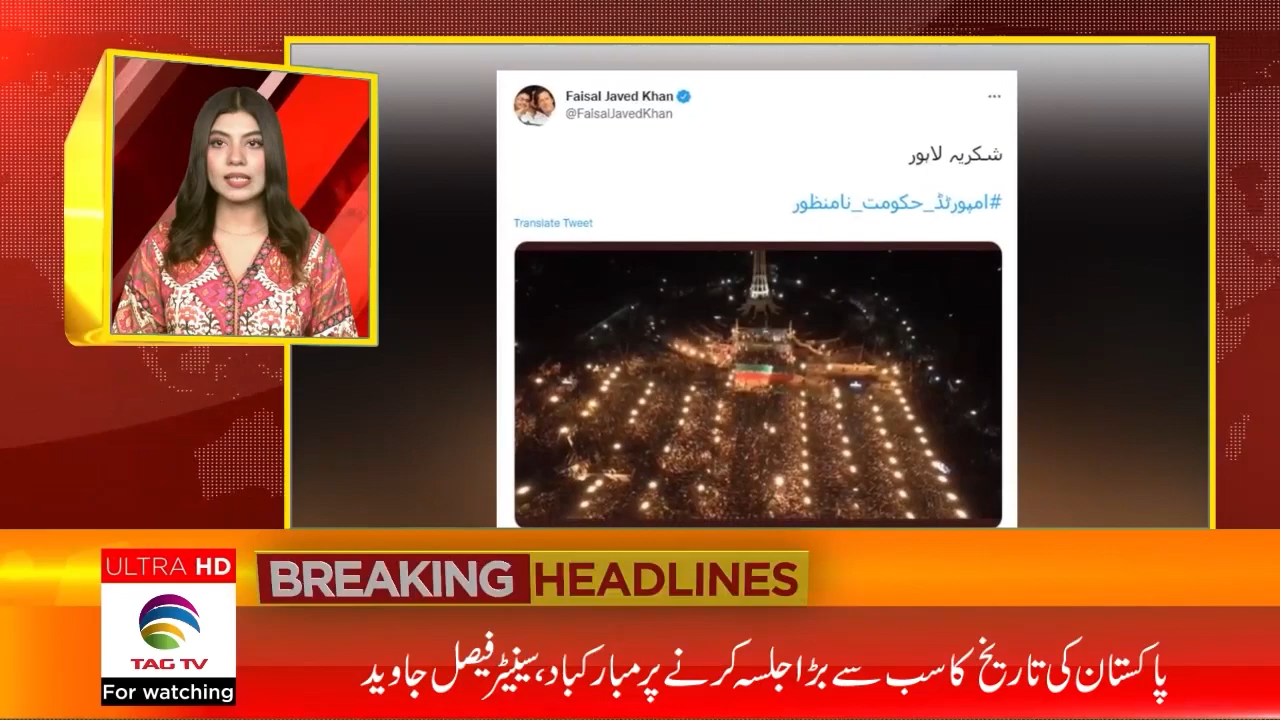 Faisal Javed Khan
@FaisalJavedKhan
شکریہ لاہور
#امپورٹڈ_حکومت_نامنظور
Translate Tweet
ULTRA HD
TAG TV
For watching
BREAKING HEADLINES
پاکستان کی تاریخ کا سب سے بڑا جلسہ کرنے پر مبارکباد، سینیٹر فیصل جاوید